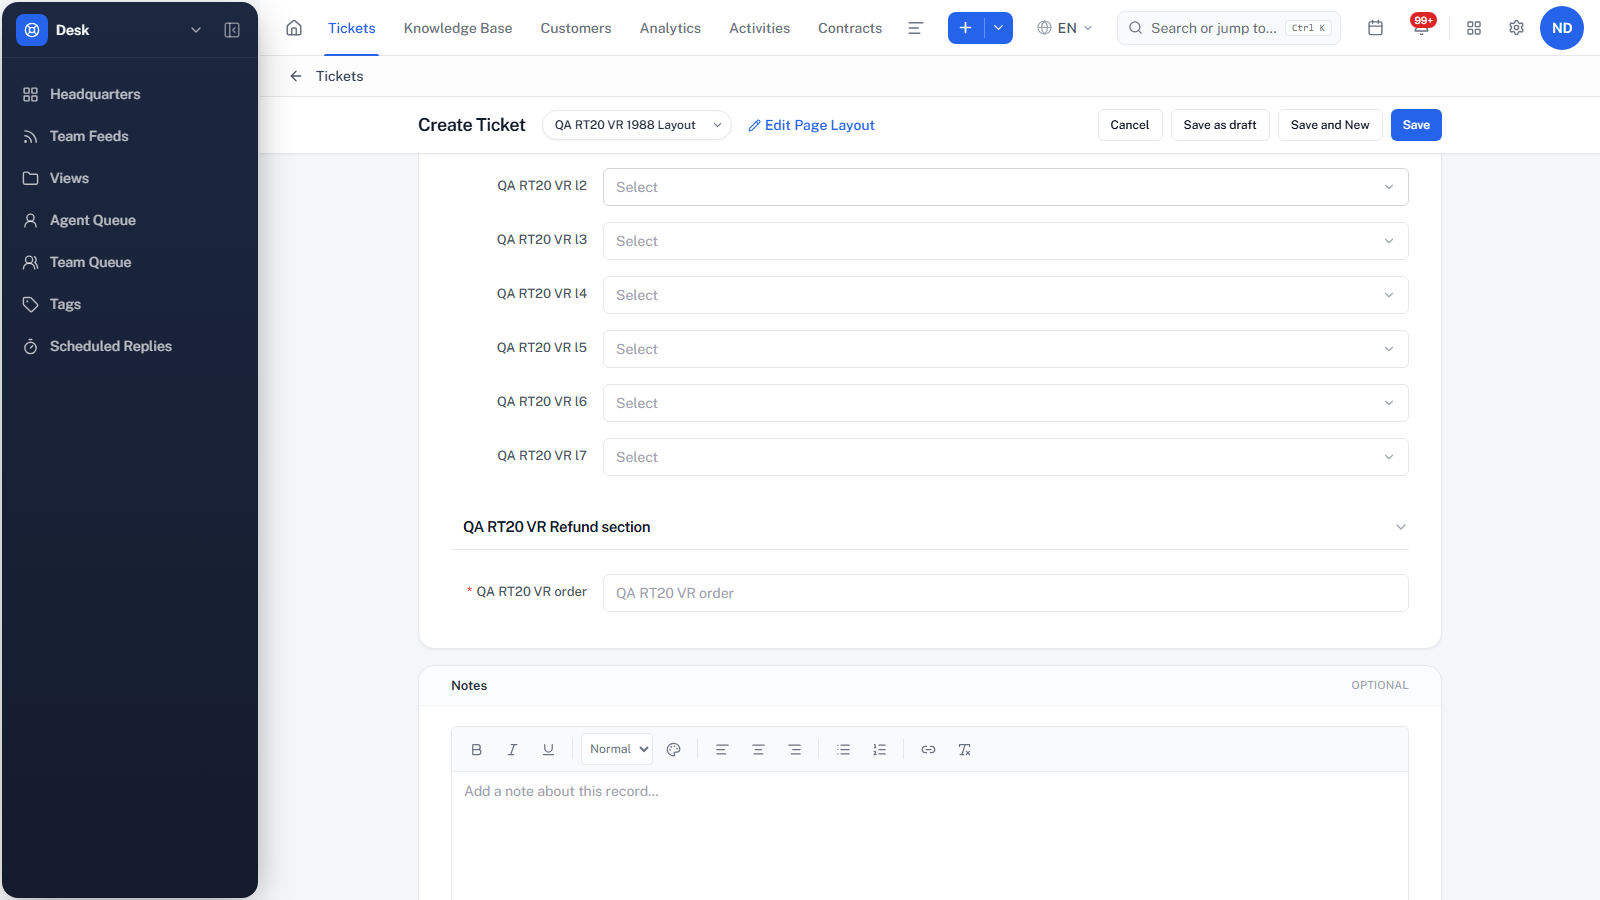 Desk
Headquarters
Team Feeds
Views
Agent Queue
Team Queue
Tags
Scheduled Replies
Tickets
Knowledge Base
Customers
Analytics
Activities
Contracts
EN
Search or jump to...
Ctrl K
99+
ND
Tickets
Create Ticket
QA RT20 VR 1988 Layout
Edit Page Layout
Cancel
Save as draft
Save and New
Save
QA RT20 VR l2
Select
QA RT20 VR l3
Select
QA RT20 VR l4
Select
QA RT20 VR l5
Select
QA RT20 VR l6
Select
QA RT20 VR l7
Select
QA RT20 VR Refund section
* QA RT20 VR order
QA RT20 VR order
Notes
OPTIONAL
B I U
Normal
Add a note about this record...